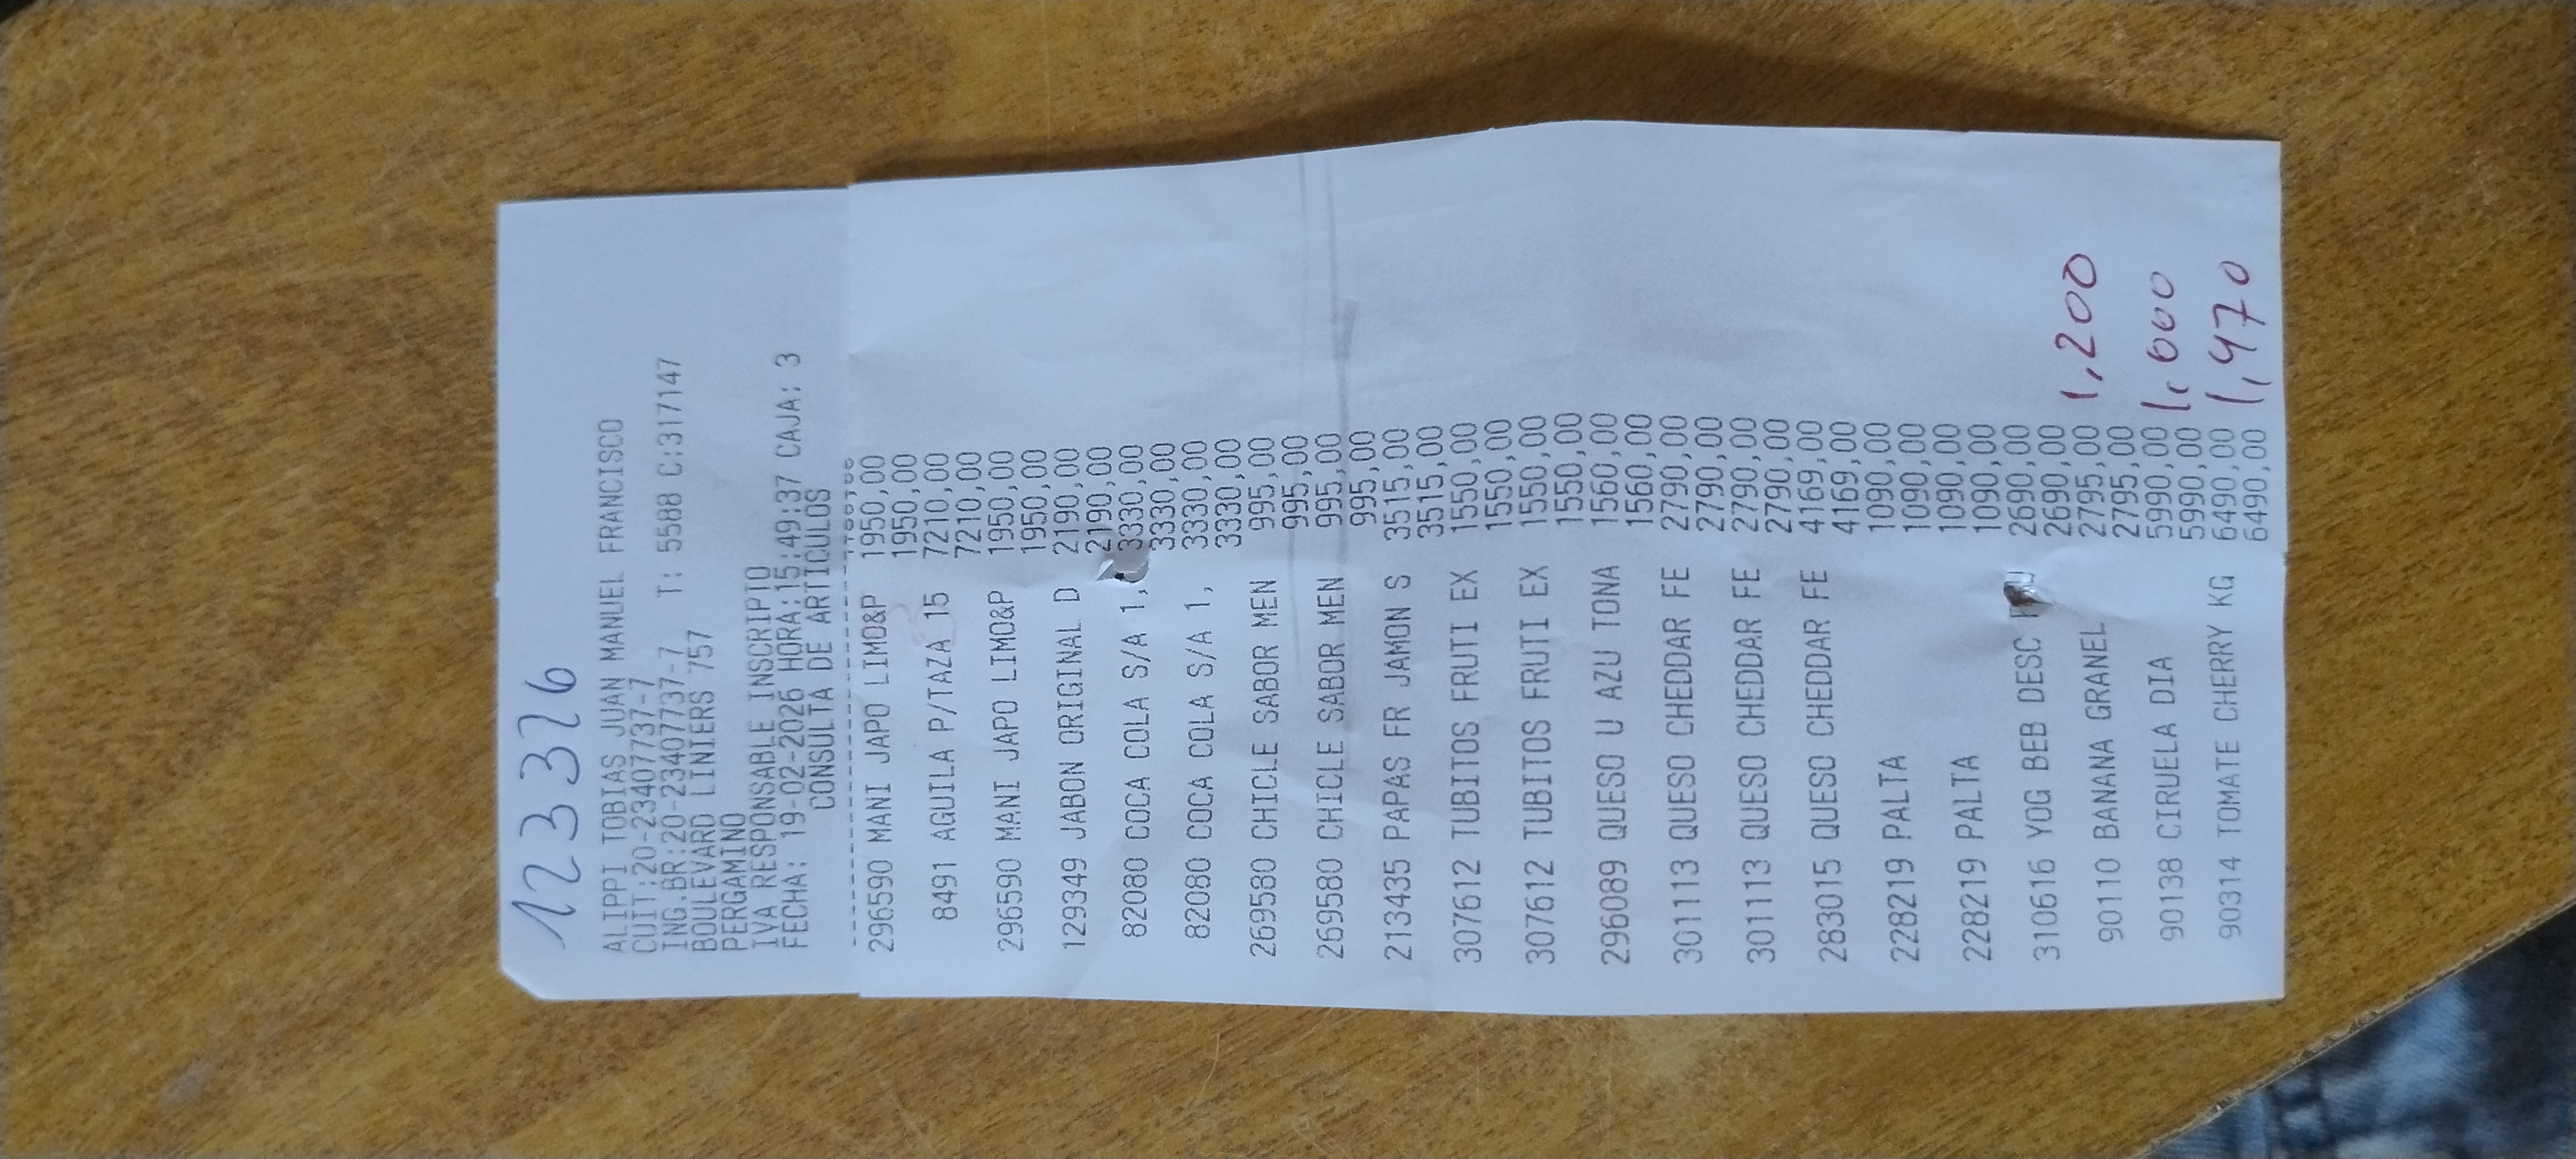 123326
ALIPPI TOBIAS JUAN MANUEL FRANCISCO
CUIT:20-23407737-7
ING.BR:20-23407737-7 T: 5588 C:317147
BOULEVARD LINIERS 757
PERGAMINO
IVA RESPONSABLE INSCRIPTO
FECHA: 19-02-2026 HORA:15:49:37 CAJA: 3
CONSULTA DE ARTICULOS
296590 MANI JAPO LIMO&P 1950,00
1950,00
8491 AGUILA P/TAZA 15 7210,00
7210,00
296590 MANI JAPO LIMO&P 1950,00
1950,00
129349 JABON ORIGINAL D 2190,00
2190,00
82080 COCA COLA S/A 1, 3330,00
3330,00
82080 COCA COLA S/A 1, 3330,00
3330,00
269580 CHICLE SABOR MEN 995,00
995,00
269580 CHICLE SABOR MEN 995,00
995,00
213435 PAPAS FR JAMON S 3515,00
3515,00
307612 TUBITOS FRUTI EX 1550,00
1550,00
307612 TUBITOS FRUTI EX 1550,00
1550,00
296089 QUESO U AZU TONA 1560,00
1560,00
301113 QUESO CHEDDAR FE 2790,00
2790,00
301113 QUESO CHEDDAR FE 2790,00
2790,00
283015 QUESO CHEDDAR FE 4169,00
4169,00
228219 PALTA 1090,00
1090,00
228219 PALTA 1090,00
1090,00
310616 YOG BEB DESC 2690,00
2690,00
90110 BANANA GRANEL 2795,00 1,200
2795,00
90138 CIRUELA DIA 5990,00 1,600
5990,00
90314 TOMATE CHERRY KG 6490,00 1,470
6490,00